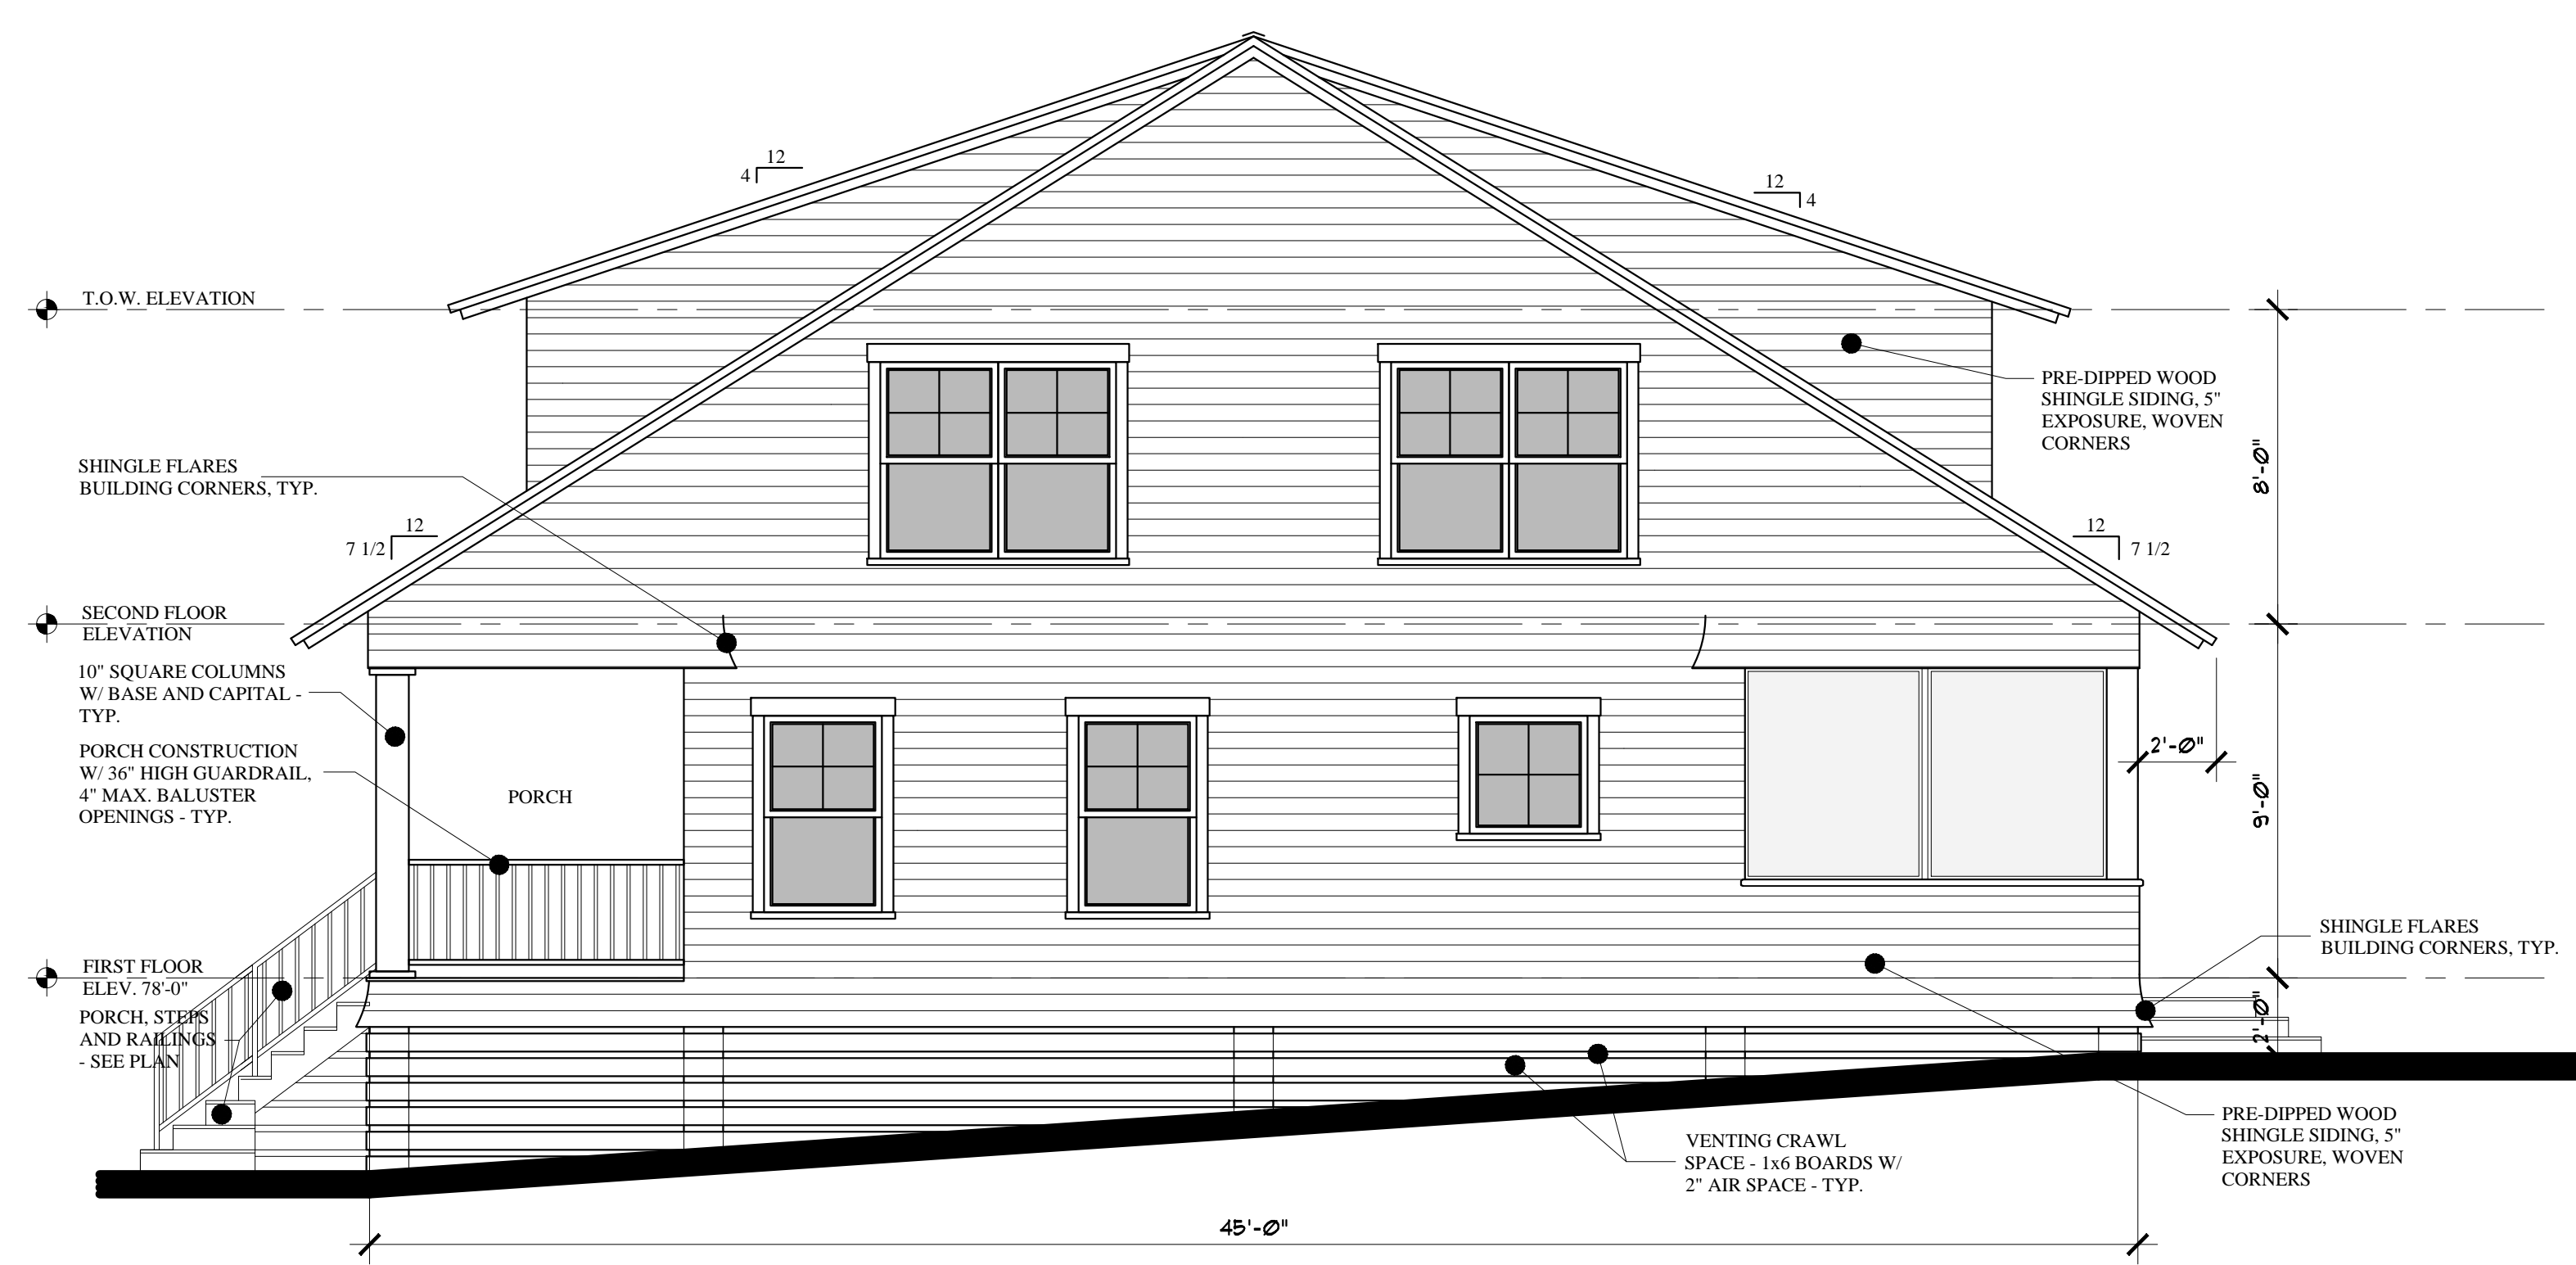 12
4
12
4
T.O.W. ELEVATION
PRE-DIPPED WOOD
SHINGLE SIDING, 5"
EXPOSURE, WOVEN
CORNERS
8'-0"
SHINGLE FLARES
BUILDING CORNERS, TYP.
12
7 1/2
12
7 1/2
SECOND FLOOR
ELEVATION
10" SQUARE COLUMNS
W/ BASE AND CAPITAL -
TYP.
PORCH CONSTRUCTION
W/ 36" HIGH GUARDRAIL,
4" MAX. BALUSTER
OPENINGS - TYP.
PORCH
2'-0"
9'-0"
SHINGLE FLARES
BUILDING CORNERS, TYP.
FIRST FLOOR
ELEV. 78'-0"
PORCH, STEPS
AND RAILINGS
- SEE PLAN
2'-0"
VENTING CRAWL
SPACE - 1x6 BOARDS W/
2" AIR SPACE - TYP.
PRE-DIPPED WOOD
SHINGLE SIDING, 5"
EXPOSURE, WOVEN
CORNERS
45'-0"